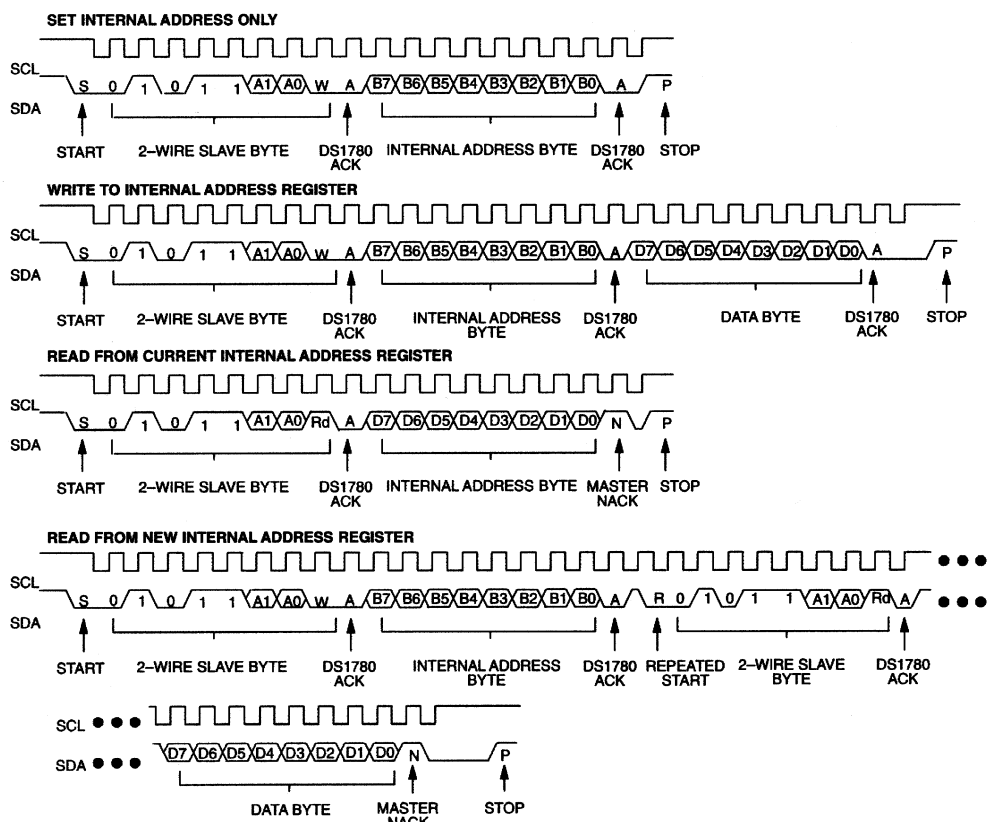 SET INTERNAL ADDRESS ONLY
SCL
S 0 1 0 1 1 A1 A0 W A B7 B6 B5 B4 B3 B2 B1 B0 A P
SDA
START 2–WIRE SLAVE BYTE DS1780 ACK INTERNAL ADDRESS BYTE DS1780 ACK STOP
WRITE TO INTERNAL ADDRESS REGISTER
SCL
S 0 1 0 1 1 A1 A0 W A B7 B6 B5 B4 B3 B2 B1 B0 A D7 D6 D5 D4 D3 D2 D1 D0 A P
SDA
START 2–WIRE SLAVE BYTE DS1780 ACK INTERNAL ADDRESS BYTE DS1780 ACK DATA BYTE DS1780 ACK STOP
READ FROM CURRENT INTERNAL ADDRESS REGISTER
SCL
S 0 1 0 1 1 A1 A0 Rd A D7 D6 D5 D4 D3 D2 D1 D0 N P
SDA
START 2–WIRE SLAVE BYTE DS1780 ACK INTERNAL ADDRESS BYTE MASTER NACK STOP
READ FROM NEW INTERNAL ADDRESS REGISTER
SCL
S 0 1 0 1 1 A1 A0 W A B7 B6 B5 B4 B3 B2 B1 B0 A R 0 1 0 1 1 A1 A0 Rd A
SDA
START 2–WIRE SLAVE BYTE DS1780 ACK INTERNAL ADDRESS BYTE DS1780 ACK REPEATED START 2–WIRE SLAVE BYTE DS1780 ACK
SCL
SDA D7 D6 D5 D4 D3 D2 D1 D0 N P
DATA BYTE MASTER NACK STOP